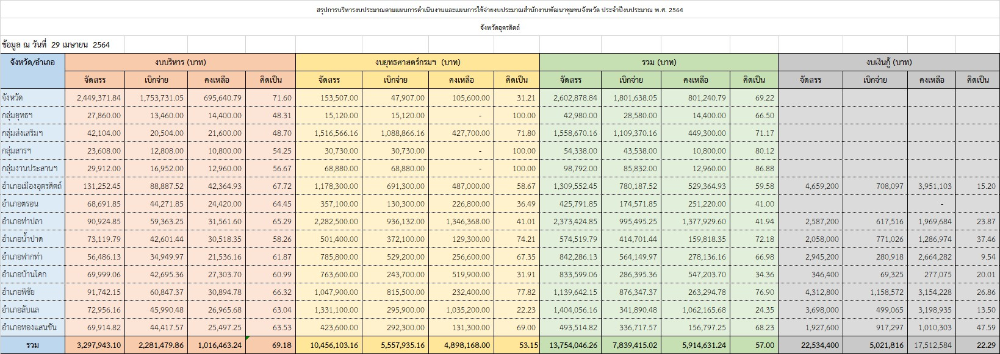 สรุปการบริหารงบประมาณตามแผนการดำเนินงานและแผนการใช้จ่ายงบประมาณสำนักงานพัฒนาชุมชนจังหวัด ประจำปีงบประมาณ พ.ศ. 2564
จังหวัดอุตรดิตถ์
ข้อมูล ณ วันที่ 29 เมษายน 2564
จังหวัด/อำเภอ งบบริหาร (บาท) งบยุทธศาสตร์กรมฯ (บาท) รวม (บาท) งบเงินกู้ (บาท)
จัดสรร เบิกจ่าย คงเหลือ คิดเป็น จัดสรร เบิกจ่าย คงเหลือ คิดเป็น จัดสรร เบิกจ่าย คงเหลือ คิดเป็น จัดสรร เบิกจ่าย คงเหลือ คิดเป็น
จังหวัด 2,449,371.84 1,753,731.05 695,640.79 71.60 153,507.00 47,907.00 105,600.00 31.21 2,602,878.84 1,801,638.05 801,240.79 69.22
กลุ่มยุทธฯ 27,860.00 13,460.00 14,400.00 48.31 15,120.00 15,120.00 - 100.00 42,980.00 28,580.00 14,400.00 66.50
กลุ่มส่งเสริมฯ 42,104.00 20,504.00 21,600.00 48.70 1,516,566.16 1,088,866.16 427,700.00 71.80 1,558,670.16 1,109,370.16 449,300.00 71.17
กลุ่มสารฯ 23,608.00 12,808.00 10,800.00 54.25 30,730.00 30,730.00 - 100.00 54,338.00 43,538.00 10,800.00 80.12
กลุ่มงานประสานฯ 29,912.00 16,952.00 12,960.00 56.67 68,880.00 68,880.00 - 100.00 98,792.00 85,832.00 12,960.00 86.88
อำเภอเมืองอุตรดิตถ์ 131,252.45 88,887.52 42,364.93 67.72 1,178,300.00 691,300.00 487,000.00 58.67 1,309,552.45 780,187.52 529,364.93 59.58 4,659,200 708,097 3,951,103 15.20
อำเภอตรอน 68,691.85 44,271.85 24,420.00 64.45 357,100.00 130,300.00 226,800.00 36.49 425,791.85 174,571.85 251,220.00 41.00 -
อำเภอท่าปลา 90,924.85 59,363.25 31,561.60 65.29 2,282,500.00 936,132.00 1,346,368.00 41.01 2,373,424.85 995,495.25 1,377,929.60 41.94 2,587,200 617,516 1,969,684 23.87
อำเภอน้ำปาด 73,119.79 42,601.44 30,518.35 58.26 501,400.00 372,100.00 129,300.00 74.21 574,519.79 414,701.44 159,818.35 72.18 2,058,000 771,026 1,286,974 37.46
อำเภอฟากท่า 56,486.13 34,949.97 21,536.16 61.87 785,800.00 529,200.00 256,600.00 67.35 842,286.13 564,149.97 278,136.16 66.98 2,945,200 280,918 2,664,282 9.54
อำเภอบ้านโคก 69,999.06 42,695.36 27,303.70 60.99 763,600.00 243,700.00 519,900.00 31.91 833,599.06 286,395.36 547,203.70 34.36 346,400 69,325 277,075 20.01
อำเภอพิชัย 91,742.15 60,847.37 30,894.78 66.32 1,047,900.00 815,500.00 232,400.00 77.82 1,139,642.15 876,347.37 263,294.78 76.90 4,312,800 1,158,572 3,154,228 26.86
อำเภอลับแล 72,956.16 45,990.48 26,965.68 63.04 1,331,100.00 295,900.00 1,035,200.00 22.23 1,404,056.16 341,890.48 1,062,165.68 24.35 3,698,000 499,065 3,198,935 13.50
อำเภอทองแสนขัน 69,914.82 44,417.57 25,497.25 63.53 423,600.00 292,300.00 131,300.00 69.00 493,514.82 336,717.57 156,797.25 68.23 1,927,600 917,297 1,010,303 47.59
รวม 3,297,943.10 2,281,479.86 1,016,463.24 69.18 10,456,103.16 5,557,935.16 4,898,168.00 53.15 13,754,046.26 7,839,415.02 5,914,631.24 57.00 22,534,400 5,021,816 17,512,584 22.29